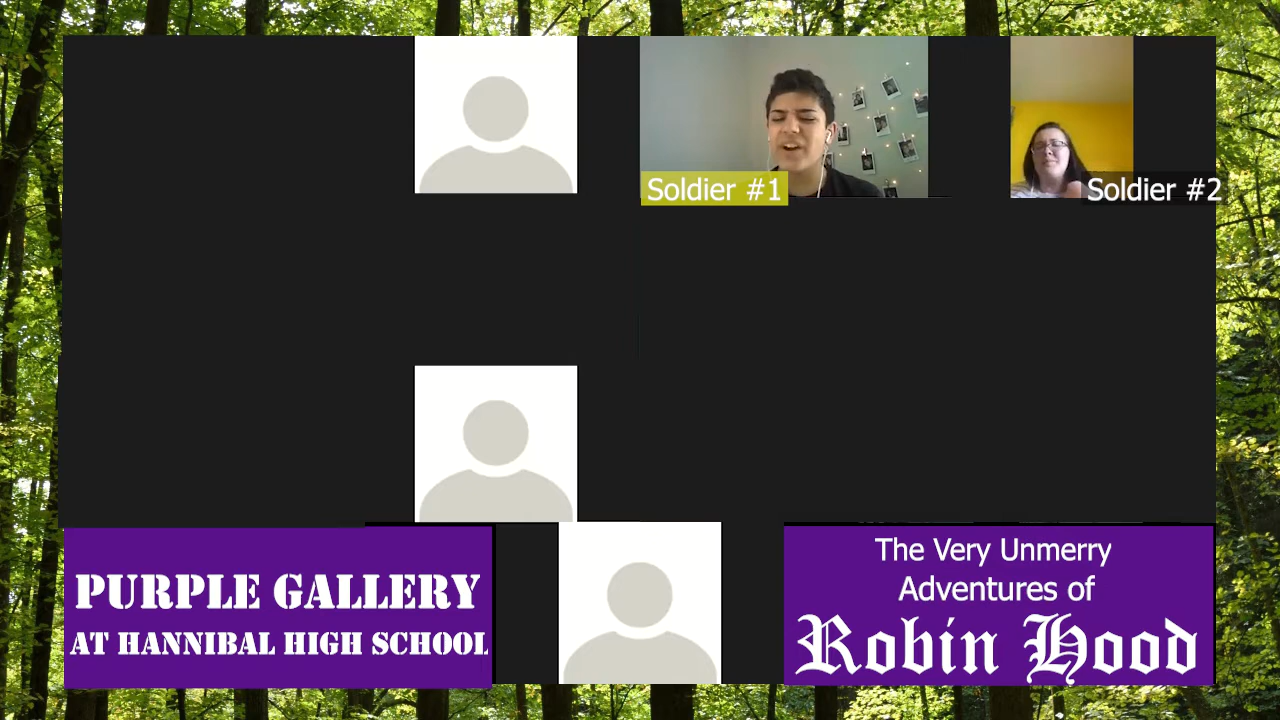 Soldier #1
Soldier #2
PURPLE GALLERY
AT HANNIBAL HIGH SCHOOL
The Very Unmerry
Adventures of
Robin Hood